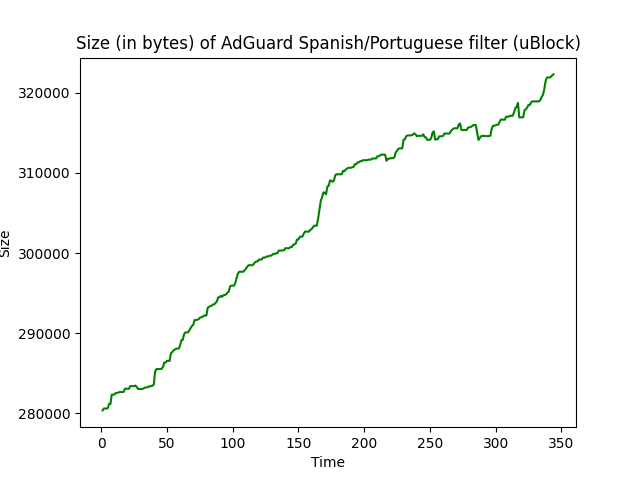 Size (in bytes) of AdGuard Spanish/Portuguese filter (uBlock)
320000
310000
300000
290000
280000
Size
0 50 100 150 200 250 300 350
Time